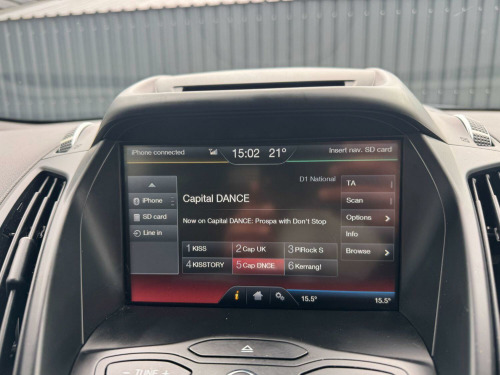 iPhone connected 15:02 21° Insert nav. SD card
D1 National
iPhone
SD card
Line in
Capital DANCE
Now on Capital DANCE: Prospa with Don't Stop
1 KISS 2 Cap UK 3 PlRock S
4 KISSTORY 5 Cap DNCE 6 Kerrang!
TA
Scan
Options
Info
Browse
i 15.5° 15.5°
− TUNE +